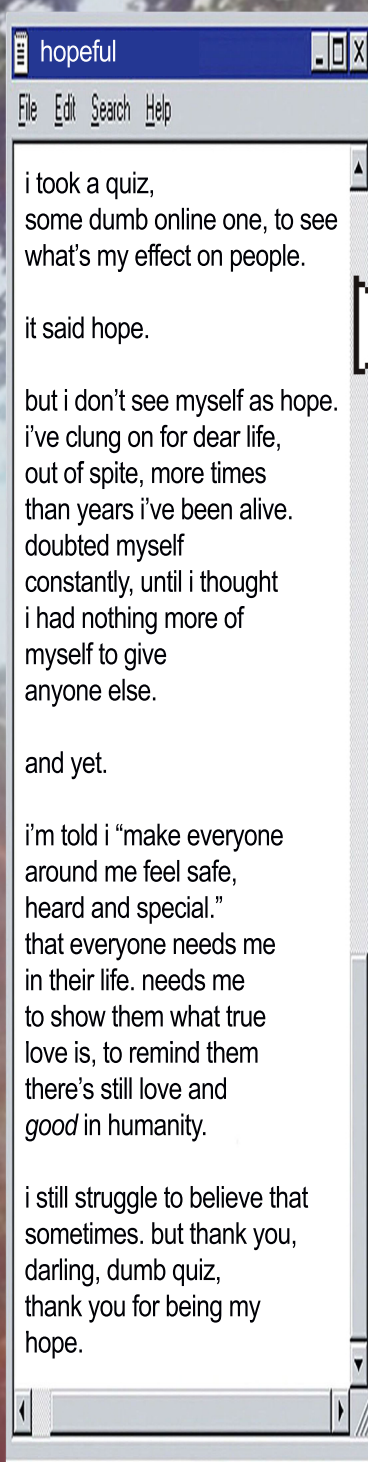 hopeful
File Edit Search Help
i took a quiz,
some dumb online one, to see
what's my effect on people.
it said hope.
but i don't see myself as hope.
i've clung on for dear life,
out of spite, more times
than years i've been alive.
doubted myself
constantly, until i thought
i had nothing more of
myself to give
anyone else.
and yet.
i'm told i “make everyone
around me feel safe,
heard and special.”
that everyone needs me
in their life. needs me
to show them what true
love is, to remind them
there's still love and
good in humanity.
i still struggle to believe that
sometimes. but thank you,
darling, dumb quiz,
thank you for being my
hope.